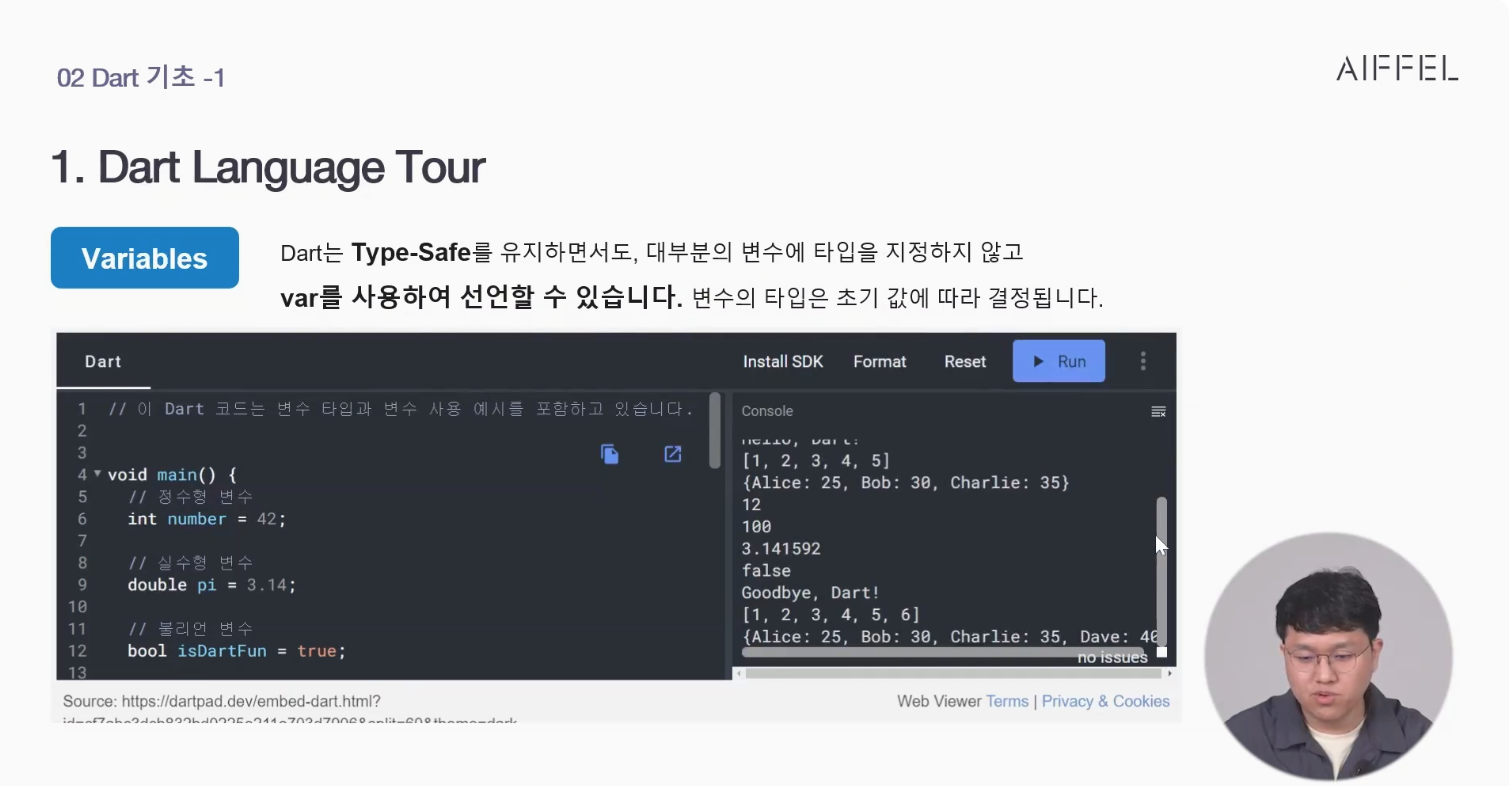 02 Dart 기초 -1
AIFFEL
1. Dart Language Tour
Variables
Dart는 Type-Safe를 유지하면서도, 대부분의 변수에 타입을 지정하지 않고
var를 사용하여 선언할 수 있습니다. 변수의 타입은 초기 값에 따라 결정됩니다.
Dart
Install SDK Format Reset Run
1 // 이 Dart 코드는 변수 타입과 변수 사용 예시를 포함하고 있습니다.
2
3
4 void main() {
5 // 정수형 변수
6 int number = 42;
7
8 // 실수형 변수
9 double pi = 3.14;
10
11 // 불리언 변수
12 bool isDartFun = true;
13
Console
Hello, Dart!
[1, 2, 3, 4, 5]
{Alice: 25, Bob: 30, Charlie: 35}
12
100
3.141592
false
Goodbye, Dart!
[1, 2, 3, 4, 5, 6]
{Alice: 25, Bob: 30, Charlie: 35, Dave: 40
no issues
Source: https://dartpad.dev/embed-dart.html?
Web Viewer Terms | Privacy & Cookies